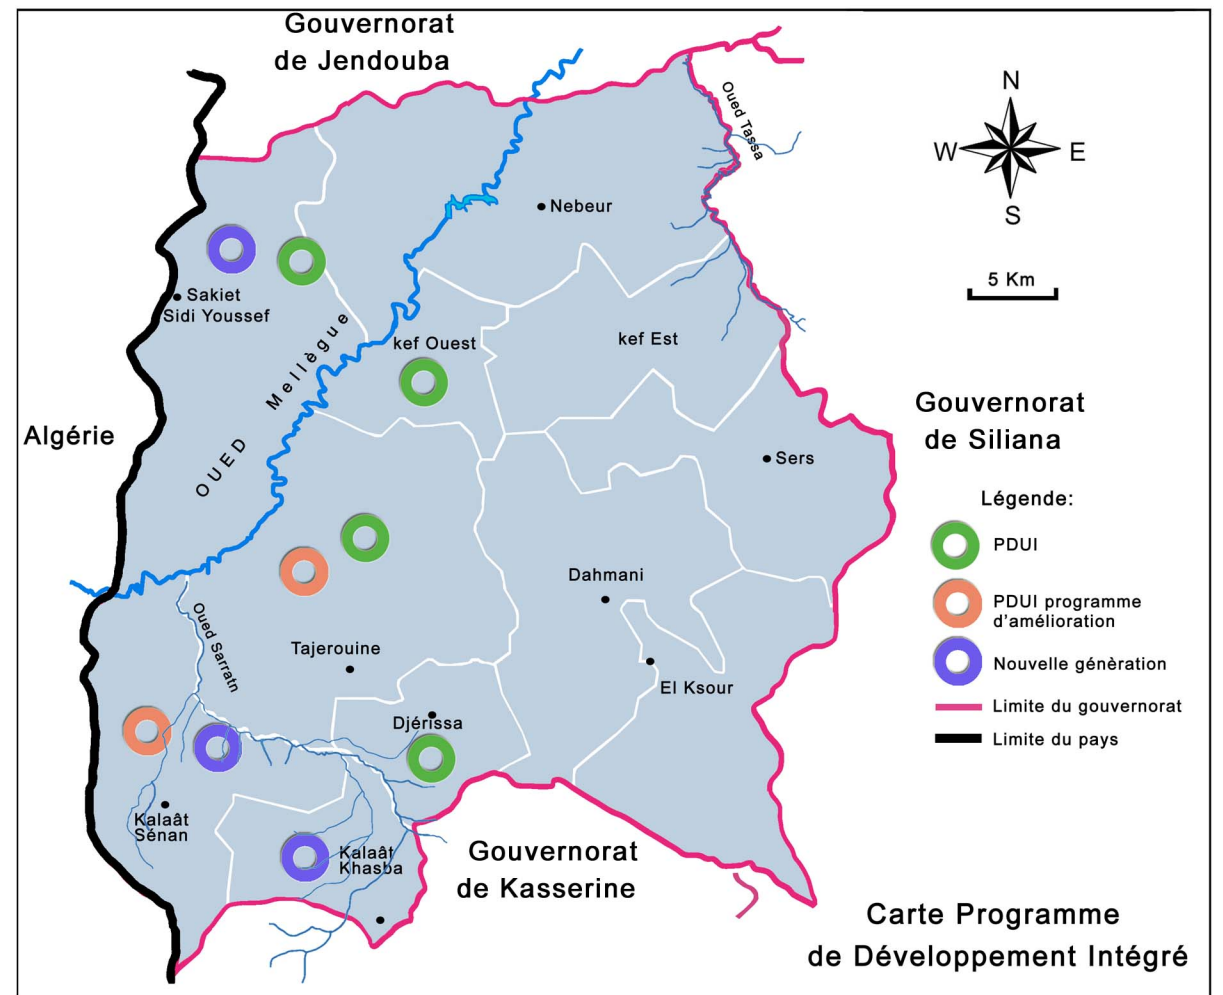 Gouvernorat
de Jendouba
Oued Tassa
N
W
E
S
5 Km
Nebeur
Sakiet
Sidi Youssef
OUED Mellègue
kef Ouest
kef Est
Algérie
Gouvernorat
de Siliana
Sers
Légende:
PDUI
PDUI programme
d'amélioration
Nouvelle génèration
Limite du gouvernorat
Limite du pays
Dahmani
Oued Sarratn
Tajerouine
El Ksour
Djérissa
Kalaât
Sénan
Kalaât
Khasba
Gouvernorat
de Kasserine
Carte Programme
de Développement Intégré